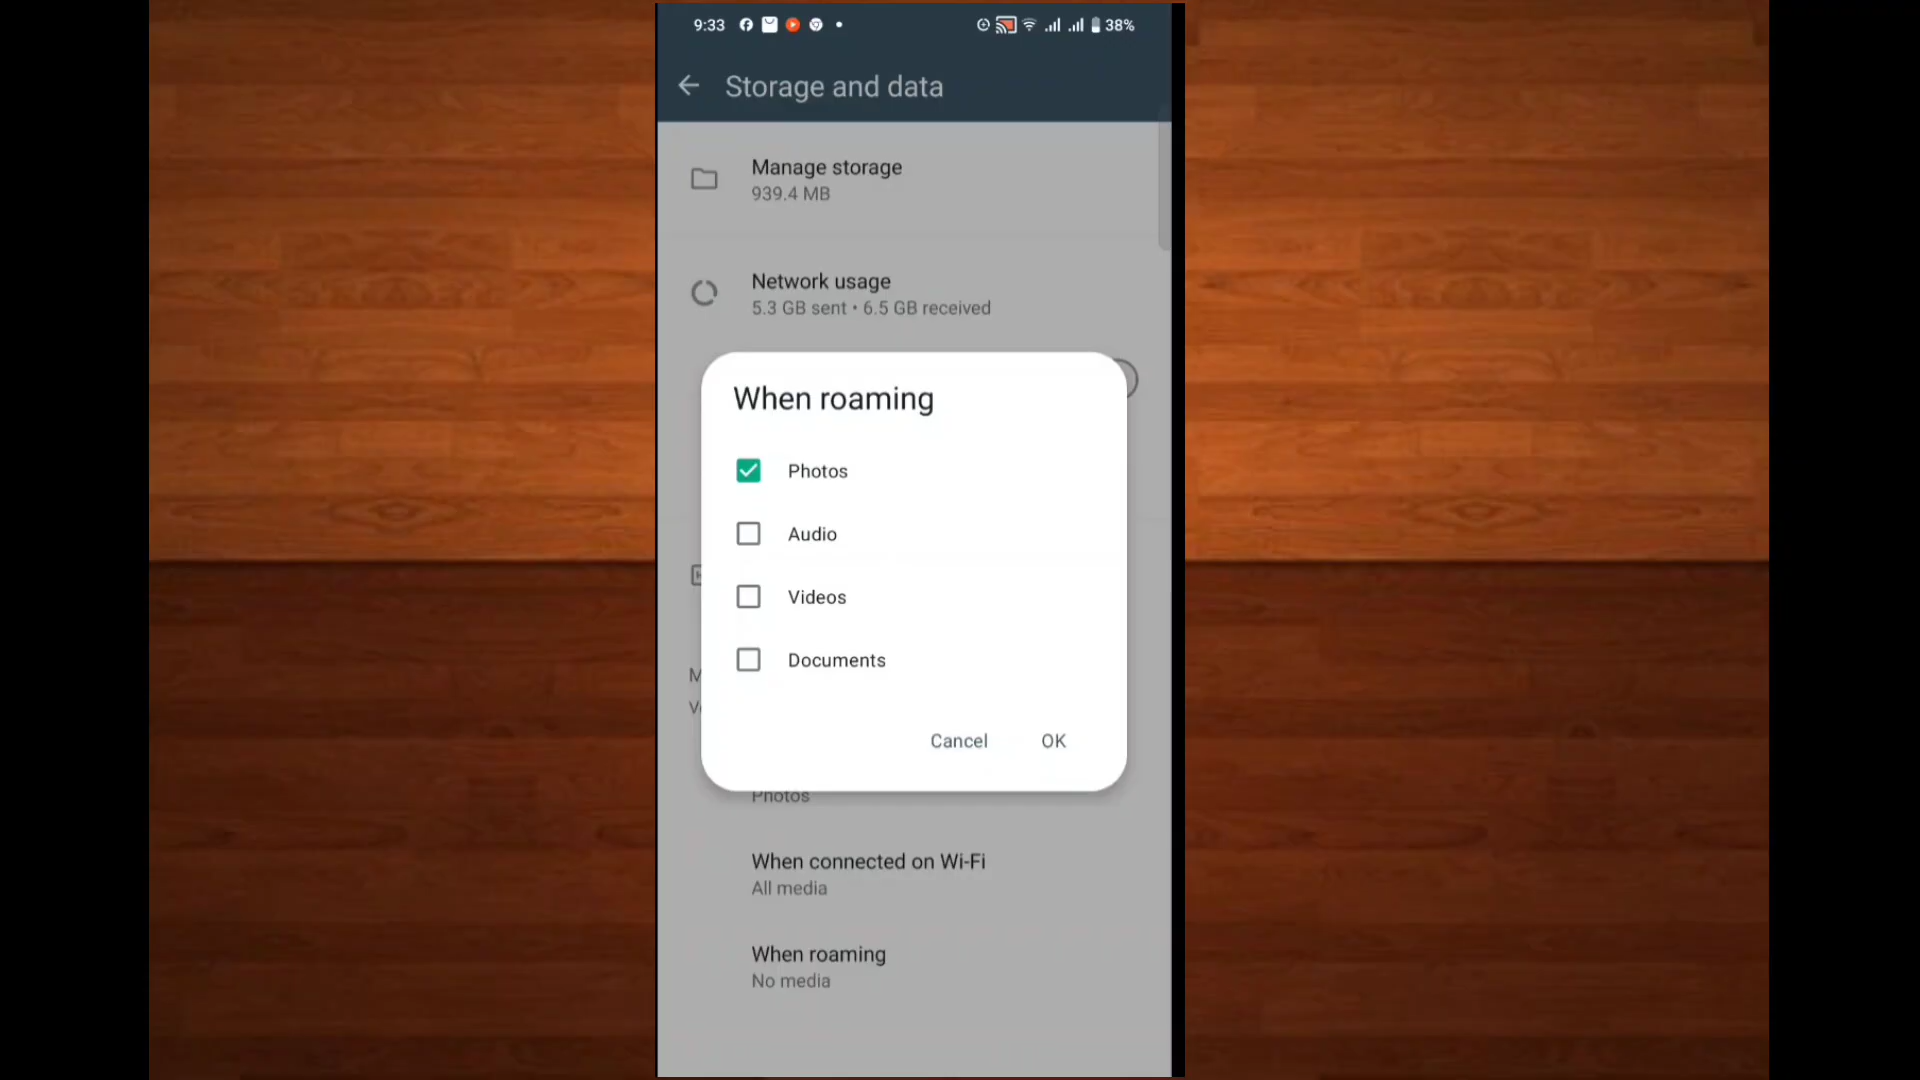 9:33
38%
Storage and data
Manage storage
939.4 MB
Network usage
5.3 GB sent • 6.5 GB received
When roaming
Photos
Audio
Videos
Documents
M
V
Cancel OK
Photos
When connected on Wi-Fi
All media
When roaming
No media